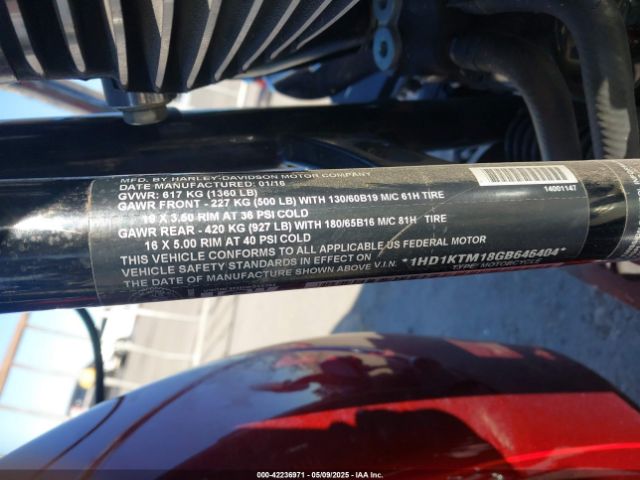 MFD. BY HARLEY-DAVIDSON MOTOR COMPANY
DATE MANUFACTURED: 01/16
GVWR: 617 KG (1360 LB)
GAWR FRONT - 227 KG (500 LB) WITH 130/60B19 M/C 61H TIRE
19 X 3.50 RIM AT 36 PSI COLD
GAWR REAR - 420 KG (927 LB) WITH 180/65B16 M/C 81H TIRE
16 X 5.00 RIM AT 40 PSI COLD
THIS VEHICLE CONFORMS TO ALL APPLICABLE US FEDERAL MOTOR
VEHICLE SAFETY STANDARDS IN EFFECT ON
THE DATE OF MANUFACTURE SHOWN ABOVE V.I.N.
14001147
*1HD1KTM18GB646404*
TYPE: MOTORCYCLE
000-42236971 05/09/2025 - IAA Inc.